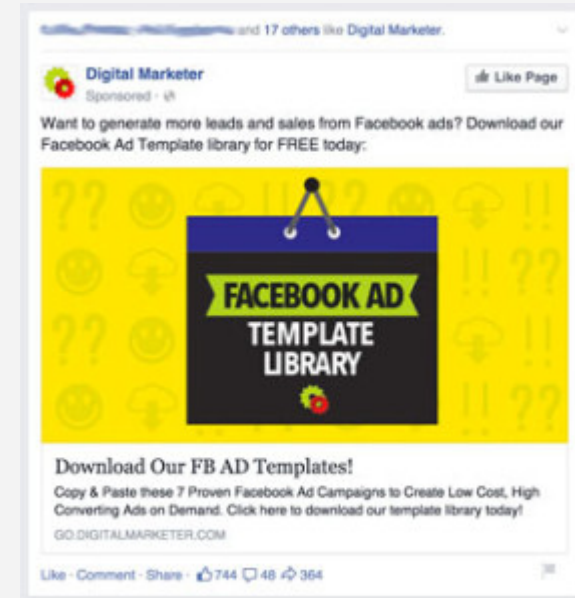 and 17 others like Digital Marketer.
Digital Marketer
Like Page
Sponsored ·
Want to generate more leads and sales from Facebook ads? Download our
Facebook Ad Template library for FREE today:
?? !! ?? !!
!! ??
?? !!
!! ??
FACEBOOK AD
TEMPLATE
LIBRARY
Download Our FB AD Templates!
Copy & Paste these 7 Proven Facebook Ad Campaigns to Create Low Cost, High
Converting Ads on Demand. Click here to download our template library today!
GO.DIGITALMARKETER.COM
Like · Comment · Share · 744 48 364